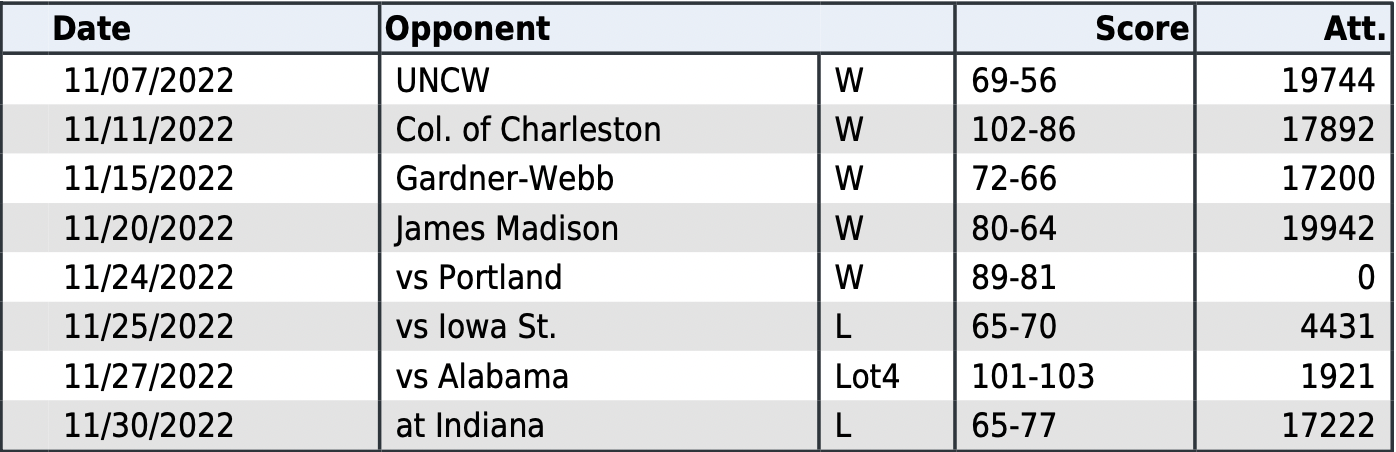 Date Opponent Score Att.
11/07/2022 UNCW W 69-56 19744
11/11/2022 Col. of Charleston W 102-86 17892
11/15/2022 Gardner-Webb W 72-66 17200
11/20/2022 James Madison W 80-64 19942
11/24/2022 vs Portland W 89-81 0
11/25/2022 vs Iowa St. L 65-70 4431
11/27/2022 vs Alabama Lot4 101-103 1921
11/30/2022 at Indiana L 65-77 17222